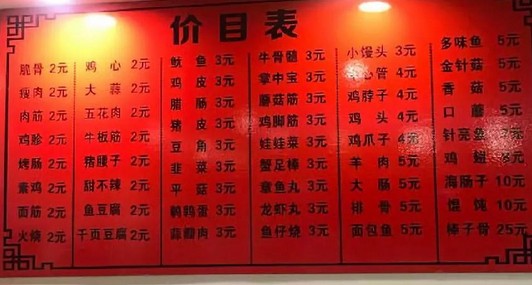 价目表
脆骨 2元
瘦肉 2元
肉筋 2元
鸡胗 2元
烤肠 2元
素鸡 2元
面筋 2元
火烧 2元
鸡心 2元
大蒜 2元
五花肉 2元
牛板筋 2元
猪腰子 2元
甜不辣 2元
鱼豆腐 2元
千页豆腐 2元
鱿鱼 3元
鸡皮 3元
腊肠 3元
猪皮 3元
豆角 3元
韭菜 3元
平菇 3元
鹌鹑蛋 3元
蒜瓣肉 3元
牛骨髓 3元
掌中宝 3元
蘑菇筋 3元
鸡脚筋 3元
娃娃菜 3元
蟹足棒 3元
章鱼丸 3元
龙虾丸 3元
鱼仔烧 3元
小馒头 3元
心管 4元
鸡脖子 4元
鸡头 4元
鸡爪子 4元
羊肉 5元
大肠 5元
排骨 5元
面包鱼 5元
多味鱼 5元
金针菇 5元
香菇 5元
口蘑 5元
针亮鱼
鸡翅
海肠子 10元
馄饨 10元
棒子骨 25元